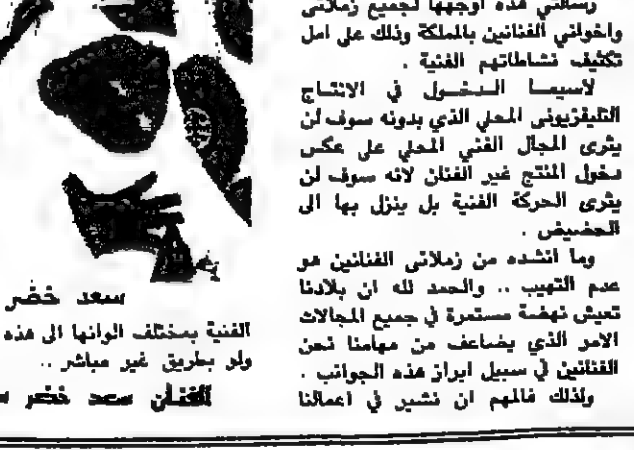 رسالتي هذه اوجهها لجميع زملائى
واخواني الفنانين بالمملكة وذلك على امل
تكثيف نشاطاتهم الفنية .
لاسيما الدخول في الانتاج
التليفزيونى المحلي الذي بدونه سوف لن
يثرى المجال الفني المحلي على عكس
دخول المنتج غير الفنان لانه سوف لن
يثرى الحركة الفنية بل ينزل بها الى
الحضيض .
وما انشده من زملائى الفنانين هو
عدم التهيب .. والحمد لله ان بلادنا
تعيش نهضة مستمرة في جميع المجالات
الامر الذي يضاعف من مهامنا نحن
الفنانين في سبيل ابراز هذه الجوانب .
ولذلك فالمهم ان نشير في اعمالنا
سعد خضر
الفنية بمختلف الوانها الى هذه
ولو بطريق غير مباشر ..
الفنان سعد خضر